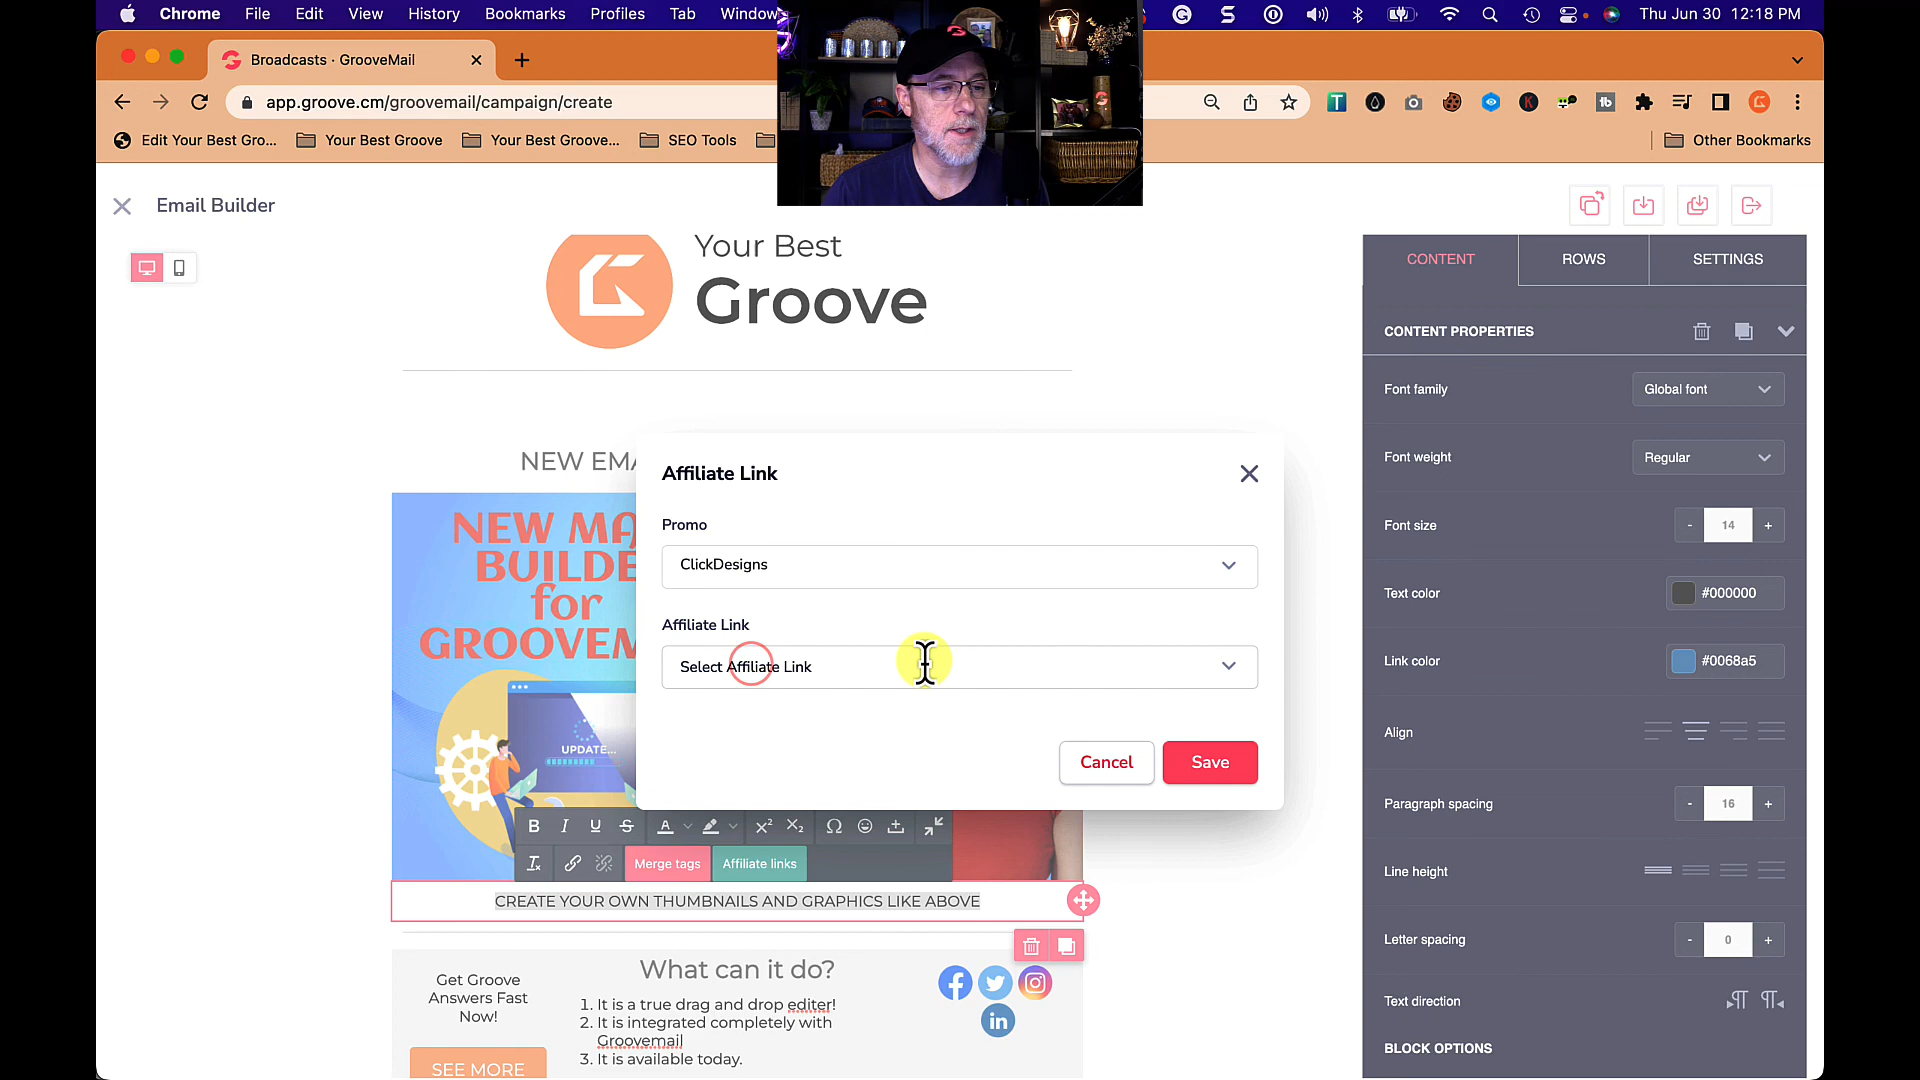 Chrome File Edit View History Bookmarks Profiles Tab Window
Thu Jun 30 12:18 PM
Broadcasts · GrooveMail
app.groove.cm/groovemail/campaign/create
Edit Your Best Gro...
Your Best Groove
Your Best Groove...
SEO Tools
Other Bookmarks
Email Builder
Your Best
Groove
NEW EMA
NEW MA
BUILDE
for
GROOVEM
UPDATE...
Affiliate Link
Promo
ClickDesigns
Affiliate Link
Select Affiliate Link
Cancel
Save
Merge tags
Affiliate links
CREATE YOUR OWN THUMBNAILS AND GRAPHICS LIKE ABOVE
Get Groove
Answers Fast
Now!
SEE MORE
What can it do?
1. It is a true drag and drop editer!
2. It is integrated completely with
Groovemail
3. It is available today.
CONTENT
ROWS
SETTINGS
CONTENT PROPERTIES
Font family
Global font
Font weight
Regular
Font size
- 14 +
Text color
#000000
Link color
#0068a5
Align
Paragraph spacing
- 16 +
Line height
Letter spacing
- 0 +
Text direction
BLOCK OPTIONS